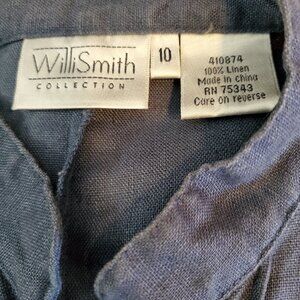 WilliSmith
COLLECTION
10
410874
100% Linen
Made in China
RN 75343
Care on reverse